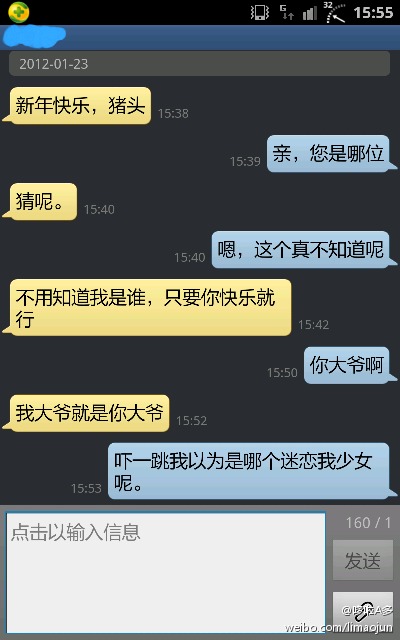 32
15:55
2012-01-23
新年快乐，猪头
15:38
亲，您是哪位
15:39
猜呢。
15:40
嗯，这个真不知道呢
15:40
不用知道我是谁，只要你快乐就
行
15:42
你大爷啊
15:50
我大爷就是你大爷
15:52
吓一跳我以为是哪个迷恋我少女
呢。
15:53
点击以输入信息
160 / 1
发送
weibo.com/limaojun